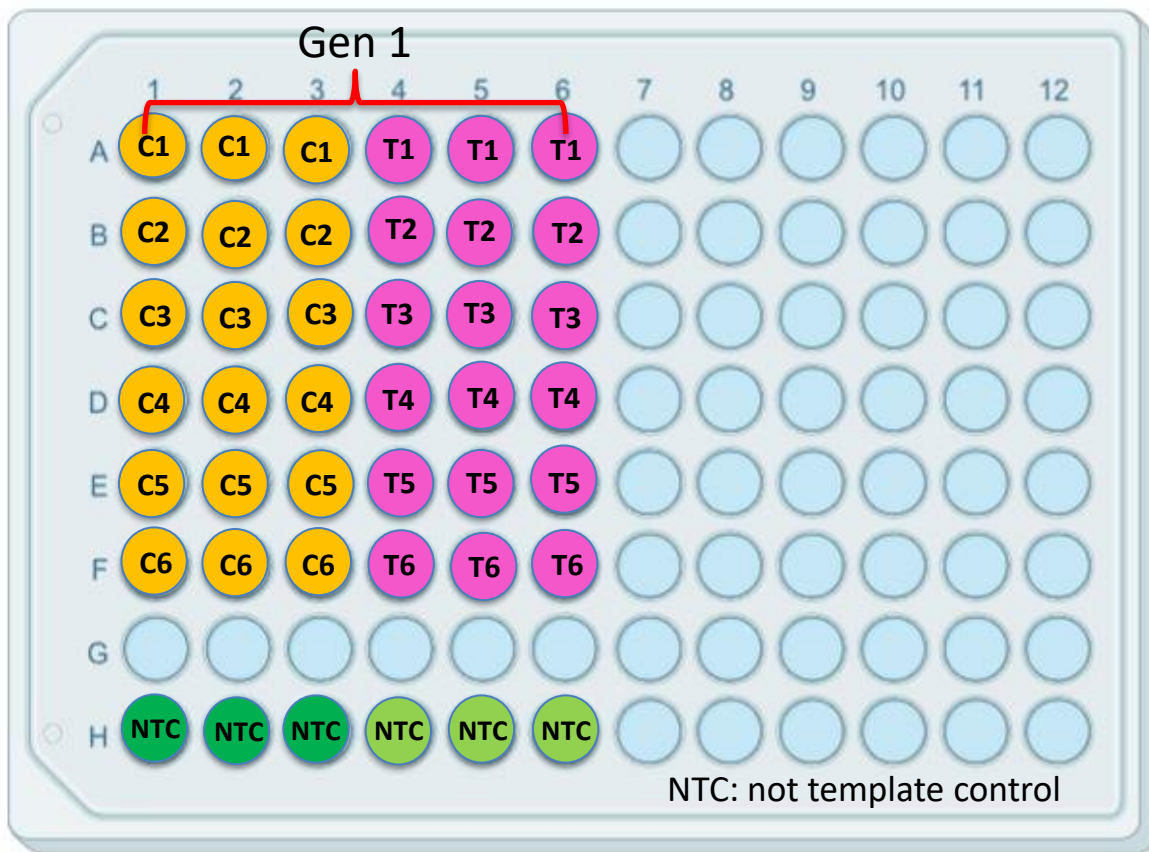 Gen 1
1 2 3 4 5 6 7 8 9 10 11 12
A C1 C1 C1 T1 T1 T1
B C2 C2 C2 T2 T2 T2
C C3 C3 C3 T3 T3 T3
D C4 C4 C4 T4 T4 T4
E C5 C5 C5 T5 T5 T5
F C6 C6 C6 T6 T6 T6
G
H NTC NTC NTC NTC NTC NTC
NTC: not template control